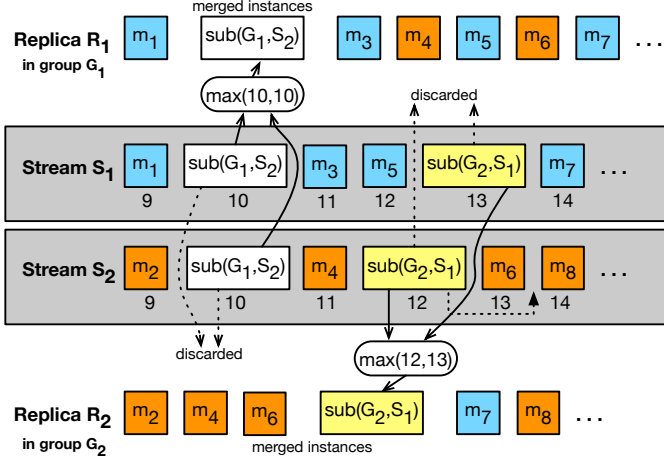 merged instances
Replica R1 m1 sub(G1,S2) m3 m4 m5 m6 m7 ...
in group G1
max(10,10)
discarded
Stream S1 m1 sub(G1,S2) m3 m5 sub(G2,S1) m7 ...
9 10 11 12 13 14
Stream S2 m2 sub(G1,S2) m4 sub(G2,S1) m6 m8 ...
9 10 11 12 13 14
discarded
max(12,13)
Replica R2 m2 m4 m6 sub(G2,S1) m7 m8 ...
in group G2
merged instances